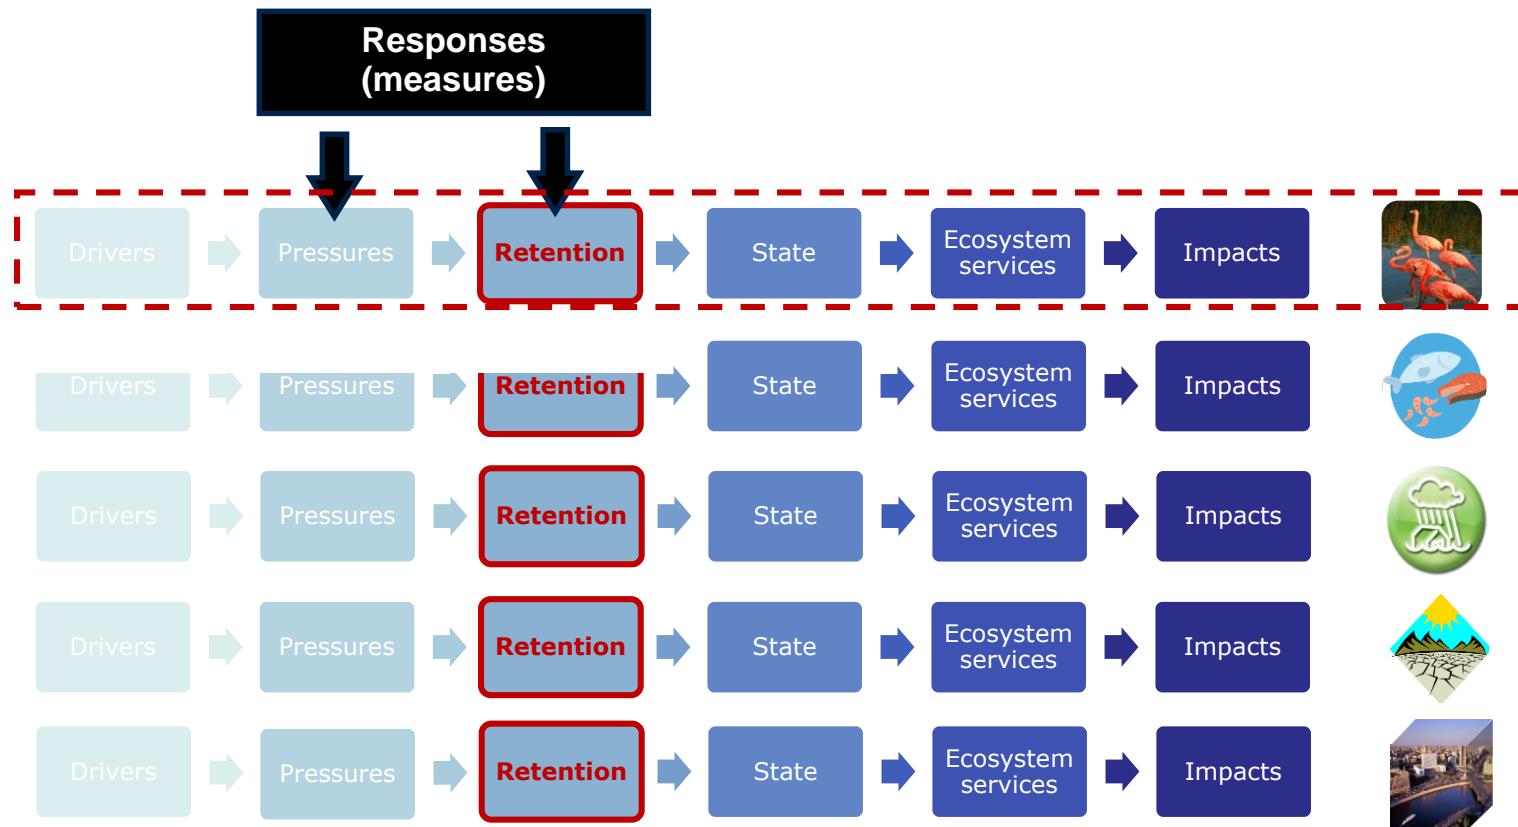 Responses
(measures)
Drivers
Pressures
Retention
State
Ecosystem
services
Impacts
Drivers
Pressures
Retention
State
Ecosystem
services
Impacts
Drivers
Pressures
Retention
State
Ecosystem
services
Impacts
Drivers
Pressures
Retention
State
Ecosystem
services
Impacts
Drivers
Pressures
Retention
State
Ecosystem
services
Impacts